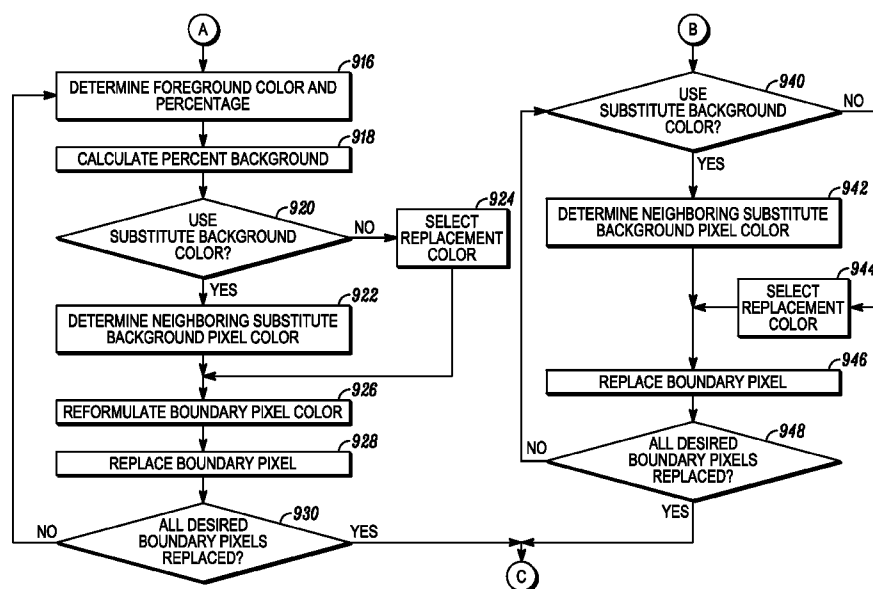 A
916
DETERMINE FOREGROUND COLOR AND
PERCENTAGE
918
CALCULATE PERCENT BACKGROUND
920
USE
SUBSTITUTE BACKGROUND
COLOR?
NO
924
SELECT
REPLACEMENT
COLOR
YES
922
DETERMINE NEIGHBORING SUBSTITUTE
BACKGROUND PIXEL COLOR
926
REFORMULATE BOUNDARY PIXEL COLOR
928
REPLACE BOUNDARY PIXEL
930
ALL DESIRED
BOUNDARY PIXELS
REPLACED?
NO
YES
B
940
USE
SUBSTITUTE BACKGROUND
COLOR?
NO
YES
942
DETERMINE NEIGHBORING SUBSTITUTE
BACKGROUND PIXEL COLOR
944
SELECT
REPLACEMENT
COLOR
946
REPLACE BOUNDARY PIXEL
948
ALL DESIRED
BOUNDARY PIXELS
REPLACED?
NO
YES
C